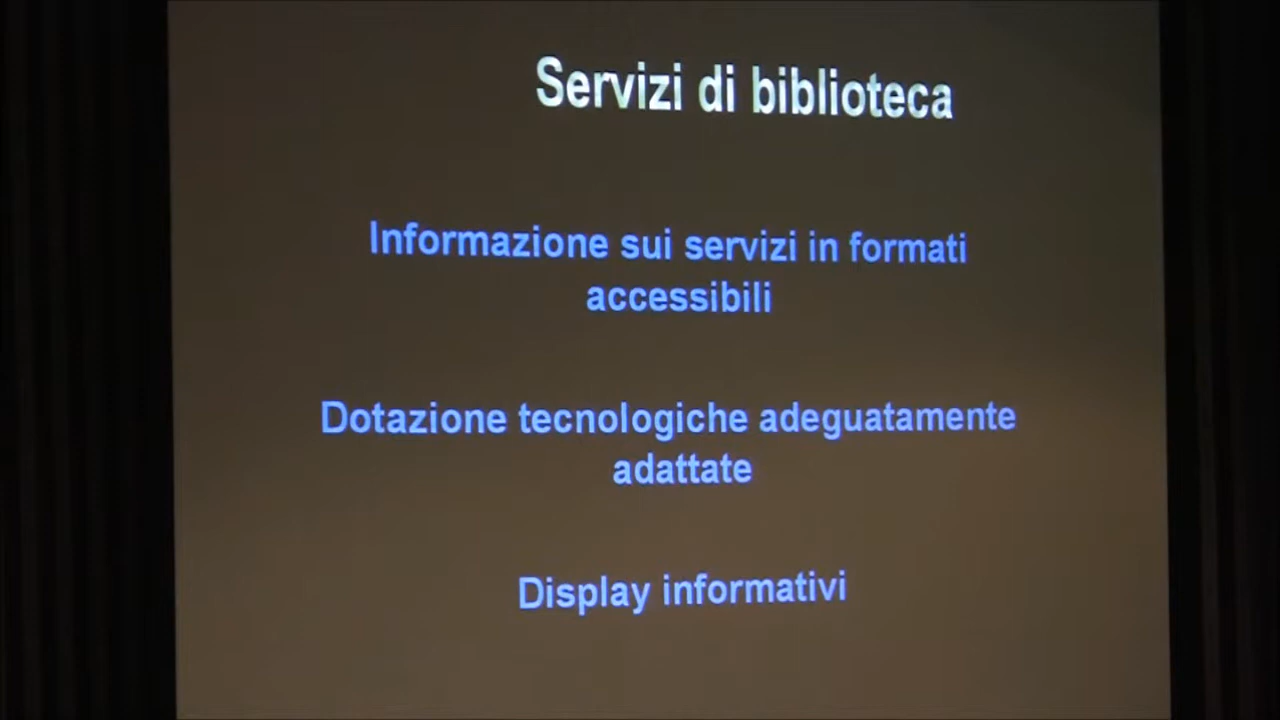 Servizi di biblioteca
Informazione sui servizi in formati
accessibili
Dotazione tecnologiche adeguatamente
adattate
Display informativi